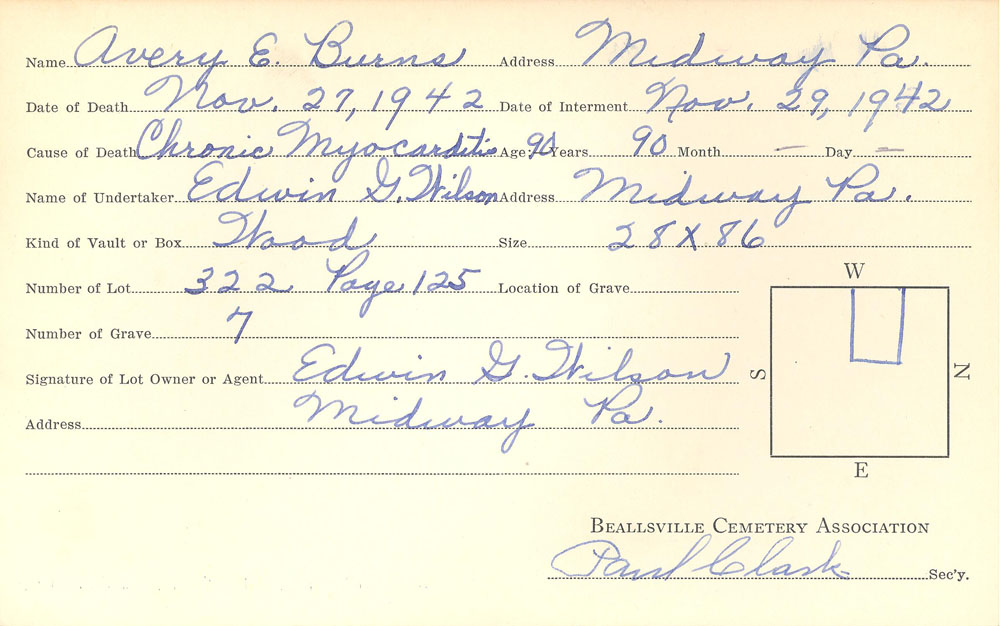 Name Avery E. Burns Address Midway Pa.
Date of Death Nov. 27, 1942 Date of Interment Nov. 29, 1942
Cause of Death Chronic Myocarditis Age 90 Years 90 Month — Day —
Name of Undertaker Edwin G. Wilson Address Midway Pa.
Kind of Vault or Box Wood Size 28 X 86
Number of Lot 322 Page 125 Location of Grave
Number of Grave 7
Signature of Lot Owner or Agent Edwin G. Wilson
Address Midway Pa.
W
S N
E
BEALLSVILLE CEMETERY ASSOCIATION
Paul Clark Sec'y.